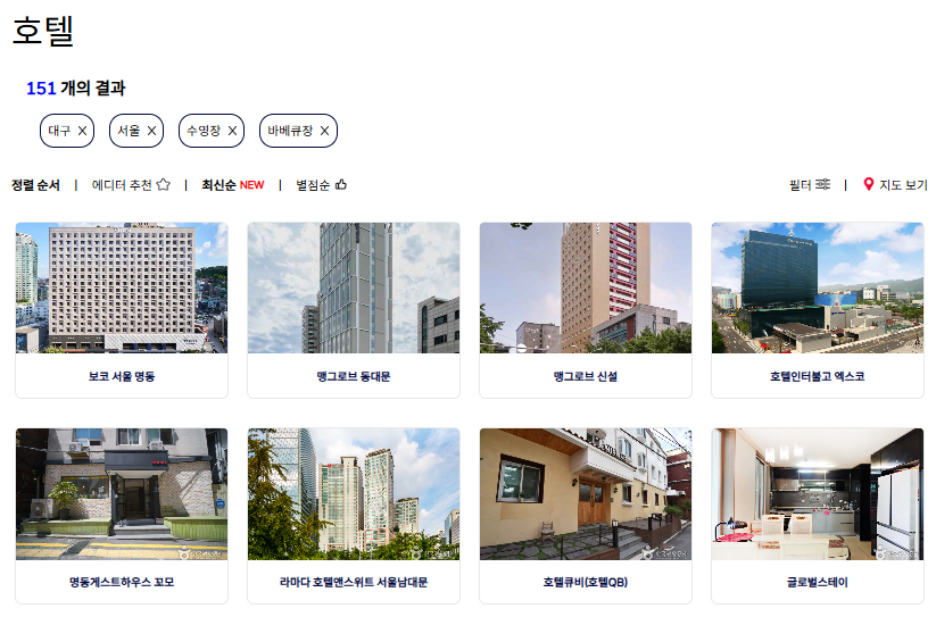 호텔
151 개의 결과
대구 X 서울 X 수영장 X 바베큐장 X
정렬 순서 | 에디터 추천 | 최신순 NEW | 별점순 필터 | 지도 보기
보코 서울 명동 맹그로브 동대문 맹그로브 신설 호텔인터불고 엑스코
명동게스트하우스 꼬모 라마다 호텔앤스위트 서울남대문 호텔큐비(호텔QB) 글로벌스테이